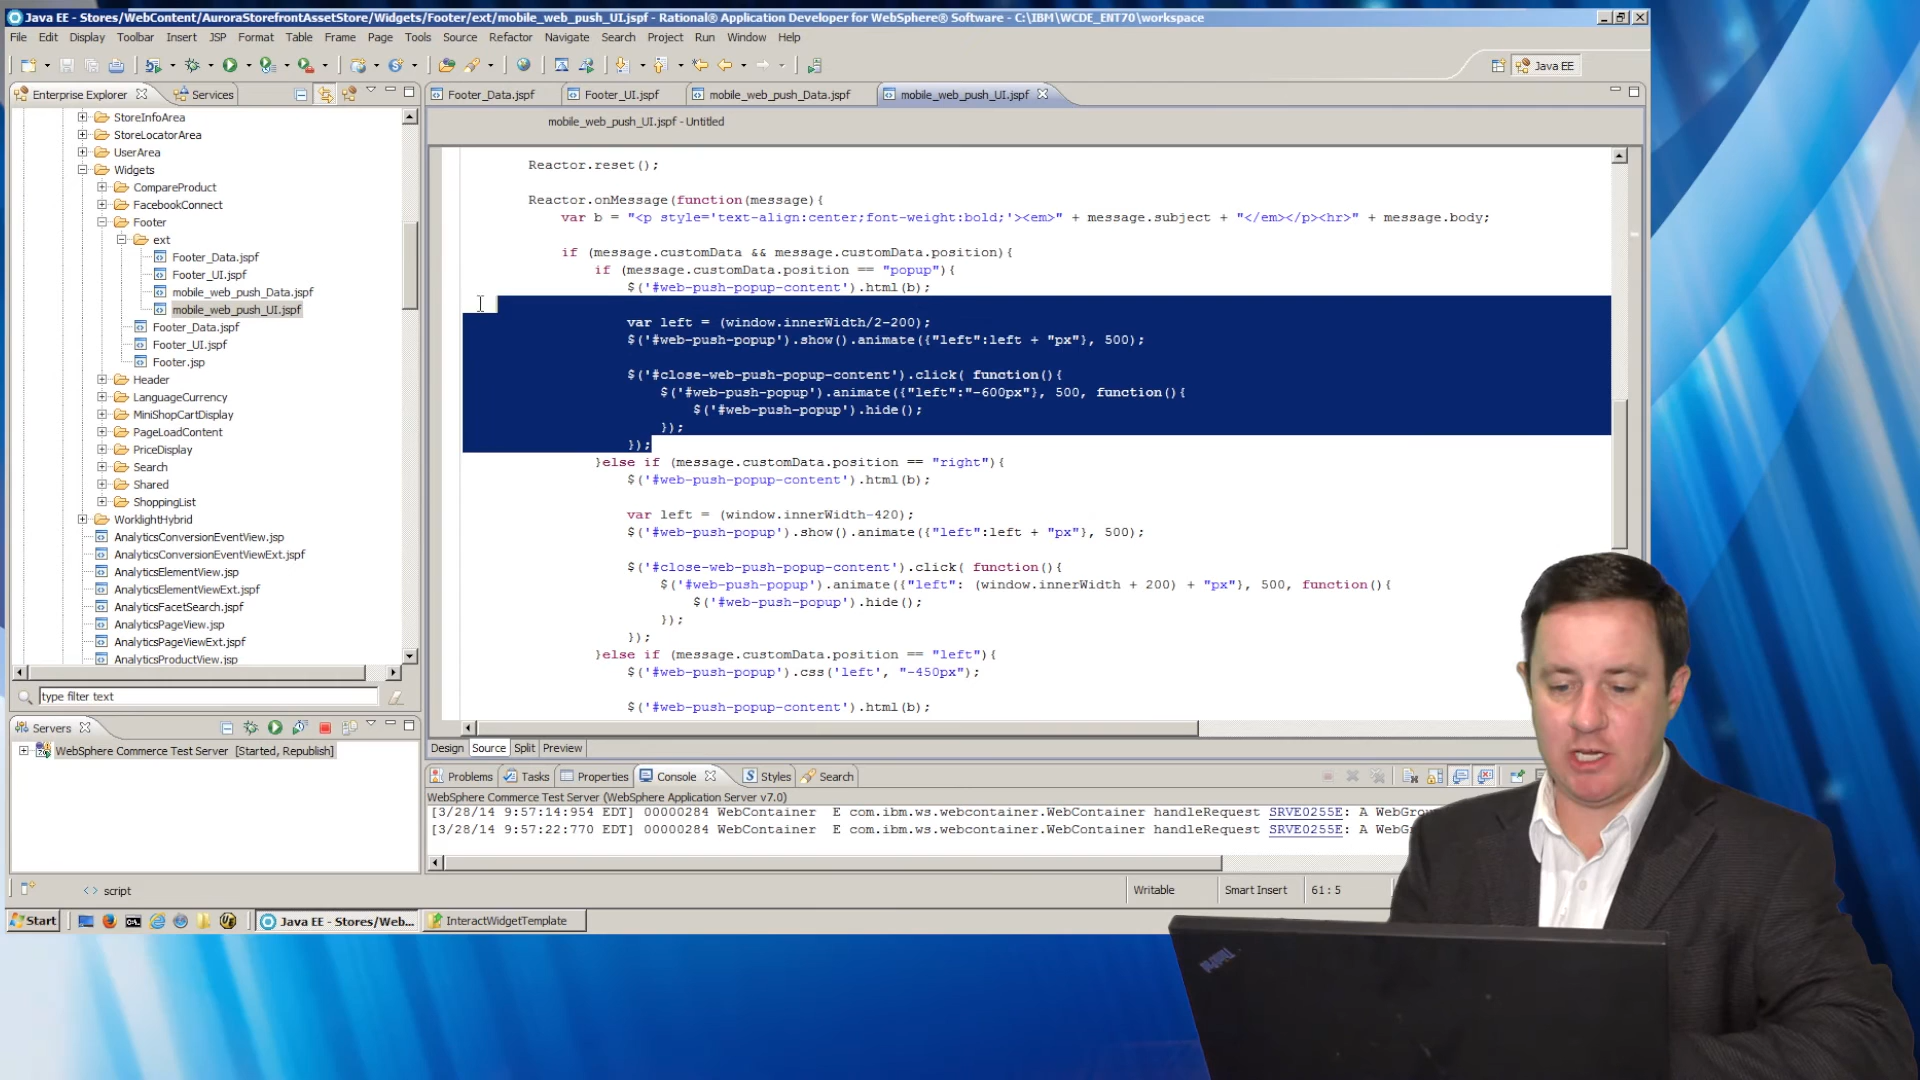 Java EE - Stores/WebContent/AuroraStorefrontAssetStore/Widgets/Footer/ext/mobile_web_push_UI.jspf - Rational® Application Developer for WebSphere® Software - C:\IBM\WCDE_ENT70\workspace
File Edit Display Toolbar Insert JSP Format Table Frame Page Tools Source Refactor Navigate Search Project Run Window Help
Java EE
Enterprise Explorer Services
Footer_Data.jspf Footer_UI.jspf mobile_web_push_Data.jspf mobile_web_push_UI.jspf
mobile_web_push_UI.jspf - Untitled
StoreInfoArea
StoreLocatorArea
UserArea
Widgets
CompareProduct
FacebookConnect
Footer
ext
Footer_Data.jspf
Footer_UI.jspf
mobile_web_push_Data.jspf
mobile_web_push_UI.jspf
Footer_Data.jspf
Footer_UI.jspf
Footer.jsp
Header
LanguageCurrency
MiniShopCartDisplay
PageLoadContent
PriceDisplay
Search
Shared
ShoppingList
WorklightHybrid
AnalyticsConversionEventView.jsp
AnalyticsConversionEventViewExt.jspf
AnalyticsElementView.jsp
AnalyticsElementViewExt.jspf
AnalyticsFacetSearch.jspf
AnalyticsPageView.jsp
AnalyticsPageViewExt.jspf
AnalyticsProductView.jsp
type filter text
Reactor.reset();
Reactor.onMessage(function(message){
var b = "<p style='text-align:center;font-weight:bold;'><em>" + message.subject + "</em></p><hr>" + message.body;
if (message.customData && message.customData.position){
if (message.customData.position == "popup"){
$('#web-push-popup-content').html(b);
var left = (window.innerWidth/2-200);
$('#web-push-popup').show().animate({"left":left + "px"}, 500);
$('#close-web-push-popup-content').click( function(){
$('#web-push-popup').animate({"left":"-600px"}, 500, function(){
$('#web-push-popup').hide();
});
});
}else if (message.customData.position == "right"){
$('#web-push-popup-content').html(b);
var left = (window.innerWidth-420);
$('#web-push-popup').show().animate({"left":left + "px"}, 500);
$('#close-web-push-popup-content').click( function(){
$('#web-push-popup').animate({"left": (window.innerWidth + 200) + "px"}, 500, function(){
$('#web-push-popup').hide();
});
});
}else if (message.customData.position == "left"){
$('#web-push-popup').css('left', "-450px");
$('#web-push-popup-content').html(b);
Design Source Split Preview
Servers
WebSphere Commerce Test Server [Started, Republish]
Problems Tasks Properties Console Styles Search
WebSphere Commerce Test Server (WebSphere Application Server v7.0)
[3/28/14 9:57:14:954 EDT] 00000284 WebContainer E com.ibm.ws.webcontainer.WebContainer handleRequest SRVE0255E: A WebGro
[3/28/14 9:57:22:770 EDT] 00000284 WebContainer E com.ibm.ws.webcontainer.WebContainer handleRequest SRVE0255E: A WebG
<> script
Writable Smart Insert 61 : 5
Start Java EE - Stores/Web... InteractWidgetTemplate
ThinkPad